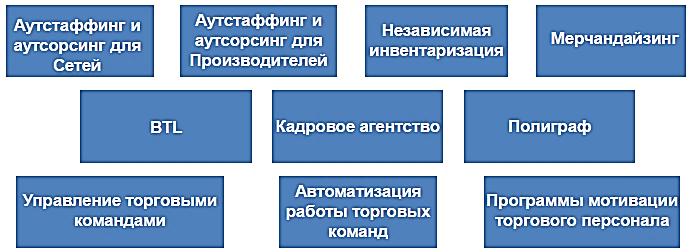 Аутстаффинг и
аутсорсинг для
Сетей
Аутстаффинг и
аутсорсинг для
Производителей
Независимая
инвентаризация
Мерчандайзинг
BTL
Кадровое агентство
Полиграф
Управление торговыми
командами
Автоматизация
работы торговых
команд
Программы мотивации
торгового персонала